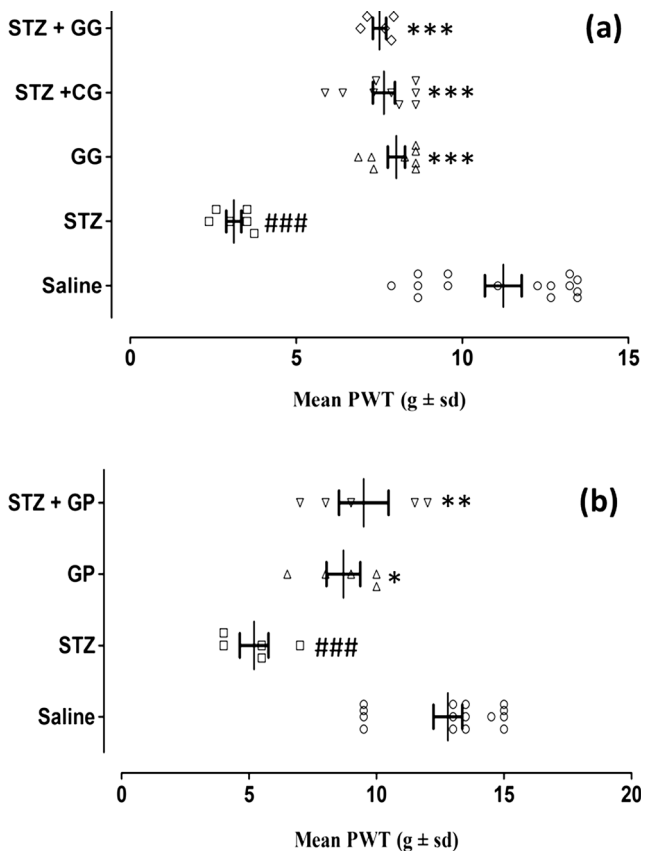 (a)
STZ + GG
***
STZ +CG
***
GG
***
STZ
###
Saline
0 5 10 15
Mean PWT (g ± sd)
(b)
STZ + GP
**
GP
*
STZ
###
Saline
0 5 10 15 20
Mean PWT (g ± sd)